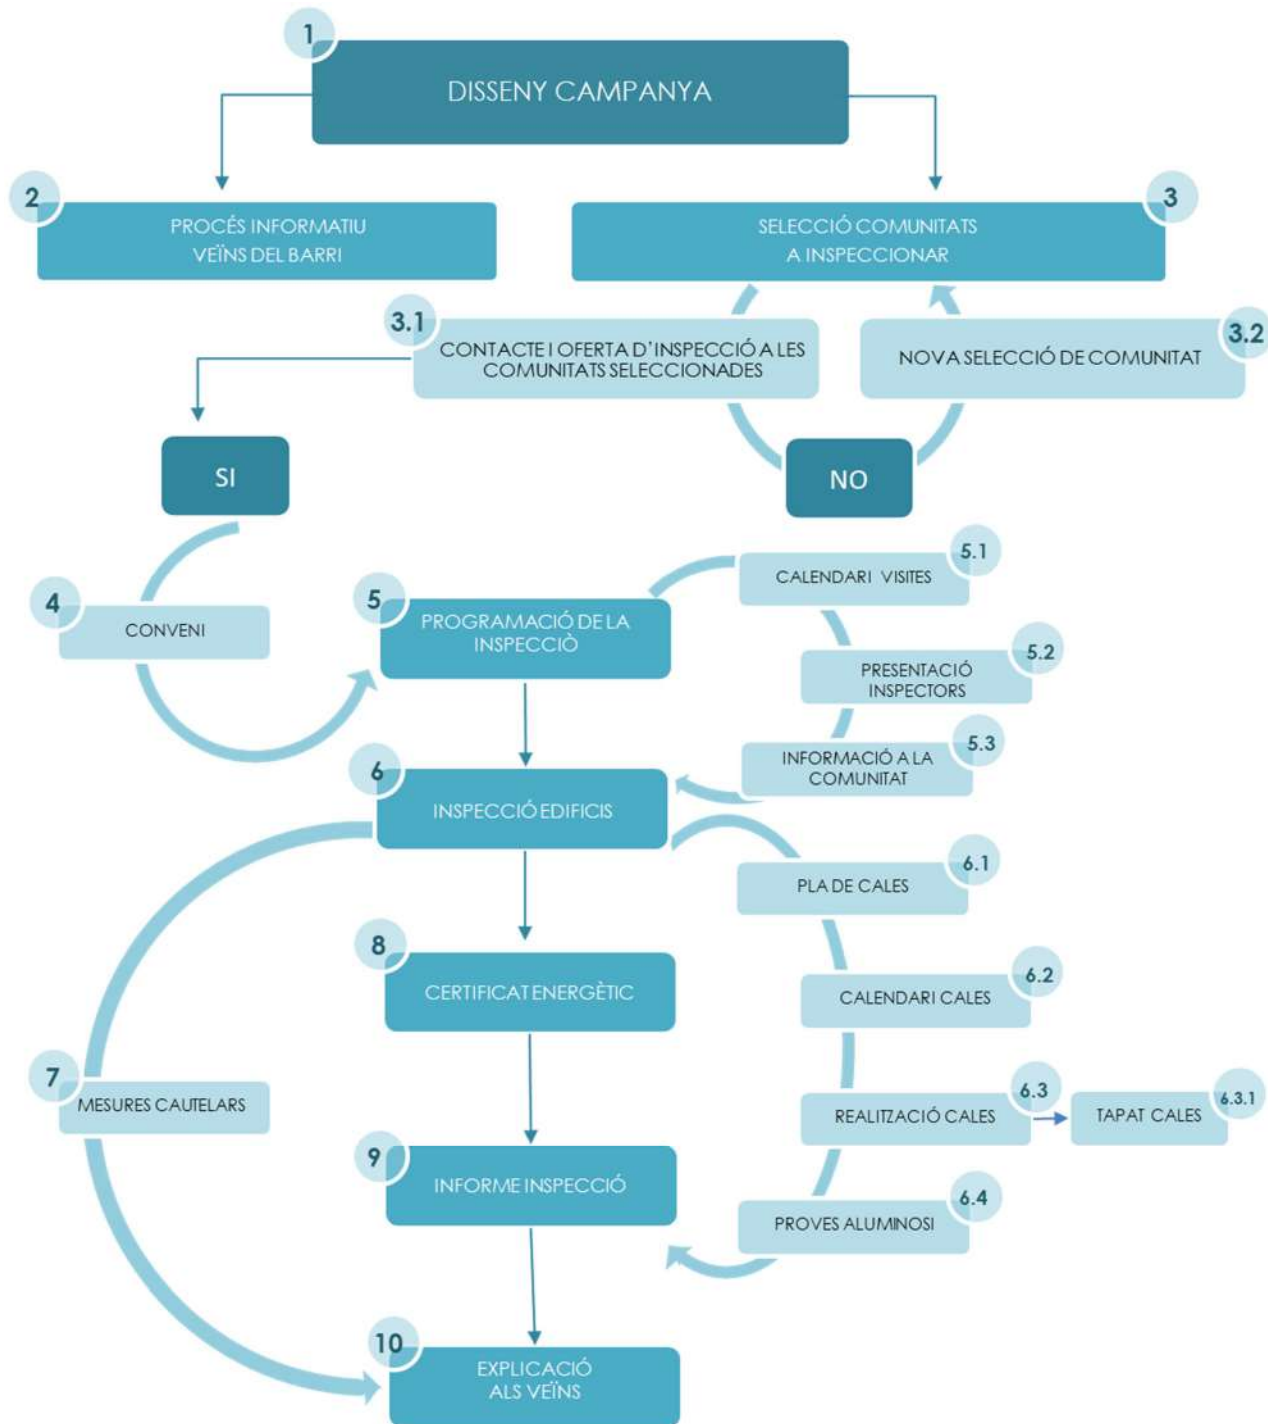 1
DISSENY CAMPANYA
2
PROCÉS INFORMATIU
VEÏNS DEL BARRI
3
SELECCIÓ COMUNITATS
A INSPECCIONAR
3.1
CONTACTE I OFERTA D'INSPECCIÓ A LES
COMUNITATS SELECCIONADES
3.2
NOVA SELECCIÓ DE COMUNITAT
SI
NO
4
CONVENI
5
PROGRAMACIÓ DE LA
INSPECCIÒ
5.1
CALENDARI VISITES
5.2
PRESENTACIÓ
INSPECTORS
5.3
INFORMACIÓ A LA
COMUNITAT
6
INSPECCIÓ EDIFICIS
6.1
PLA DE CALES
6.2
CALENDARI CALES
6.3
REALITZACIÓ CALES
6.3.1
TAPAT CALES
6.4
PROVES ALUMINOSI
7
MESURES CAUTELARS
8
CERTIFICAT ENERGÈTIC
9
INFORME INSPECCIÓ
10
EXPLICACIÓ
ALS VEÏNS